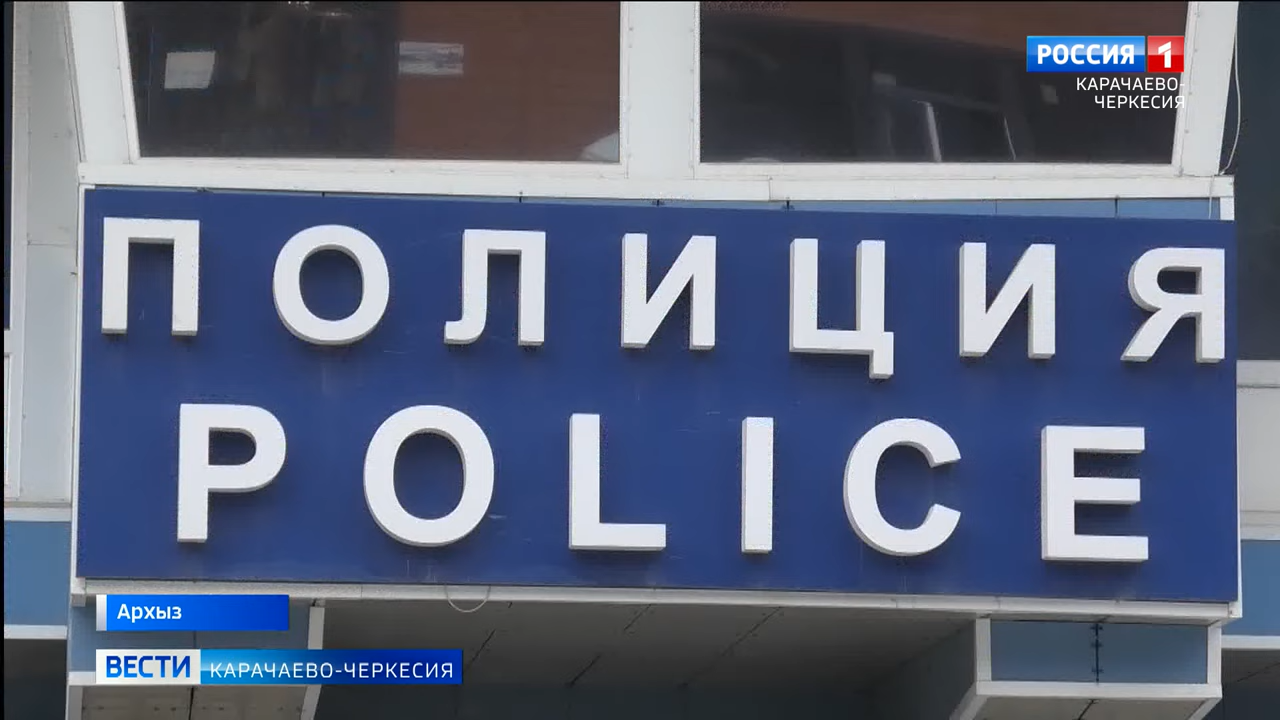 РОССИЯ 1
КАРАЧАЕВО-
ЧЕРКЕСИЯ
ПОЛИЦИЯ
POLICE
Архыз
ВЕСТИ КАРАЧАЕВО-ЧЕРКЕСИЯ